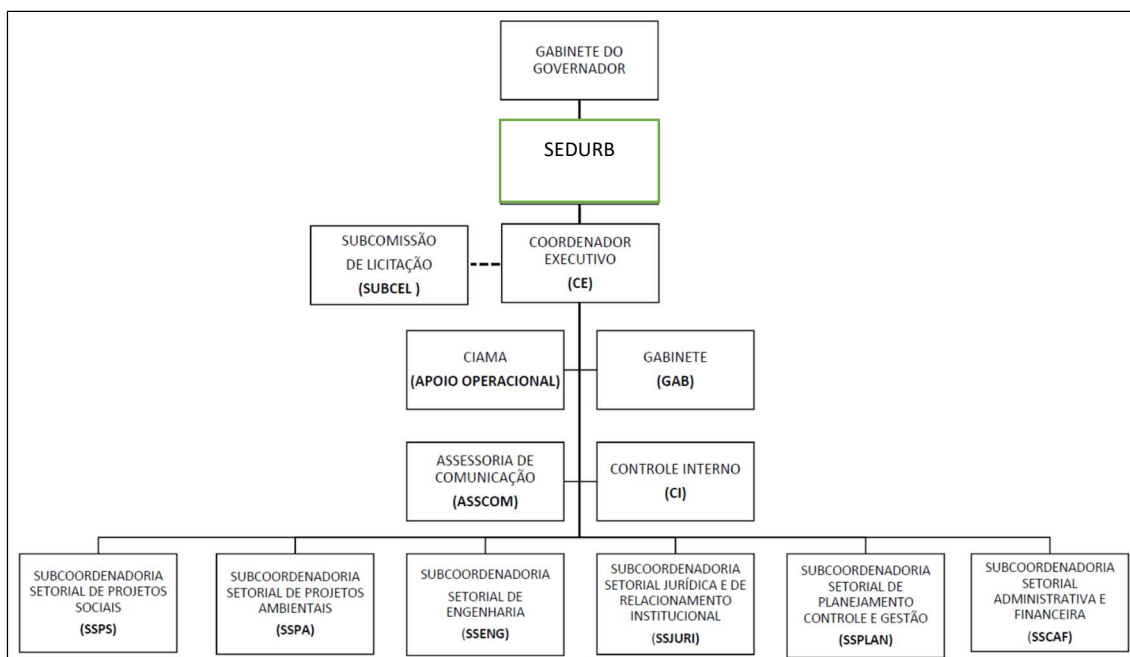 GABINETE DO
GOVERNADOR
SEDURB
SUBCOMISSÃO
DE LICITAÇÃO
(SUBCEL )
COORDENADOR
EXECUTIVO
(CE)
CIAMA
(APOIO OPERACIONAL)
GABINETE
(GAB)
ASSESSORIA DE
COMUNICAÇÃO
(ASSCOM)
CONTROLE INTERNO
(CI)
SUBCOORDENADORIA
SETORIAL DE PROJETOS
SOCIAIS
(SSPS)
SUBCOORDENADORIA
SETORIAL DE PROJETOS
AMBIENTAIS
(SSPA)
SUBCOORDENADORIA
SETORIAL DE ENGENHARIA
(SSENG)
SUBCOORDENADORIA
SETORIAL JURÍDICA E DE
RELACIONAMENTO
INSTITUCIONAL
(SSJURI)
SUBCOORDENADORIA
SETORIAL DE
PLANEJAMENTO
CONTROLE E GESTÃO
(SSPLAN)
SUBCOORDENADORIA
SETORIAL
ADMINISTRATIVA E
FINANCEIRA
(SSCAF)